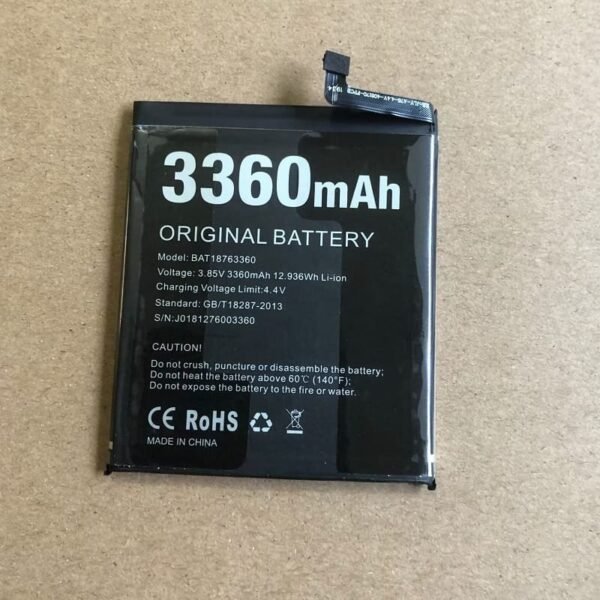 3360mAh
ORIGINAL BATTERY
Model: BAT18763360
Voltage: 3.85V 3360mAh 12.936Wh Li-ion
Charging Voltage Limit:4.4V
Standard: GB/T18287-2013
S/N:J0181276003360
CAUTION!
Do not crush, puncture or disassemble the battery;
Do not heat the battery above 60℃ (140°F);
Do not expose the battery to the fire or water.
CE RoHS
MADE IN CHINA